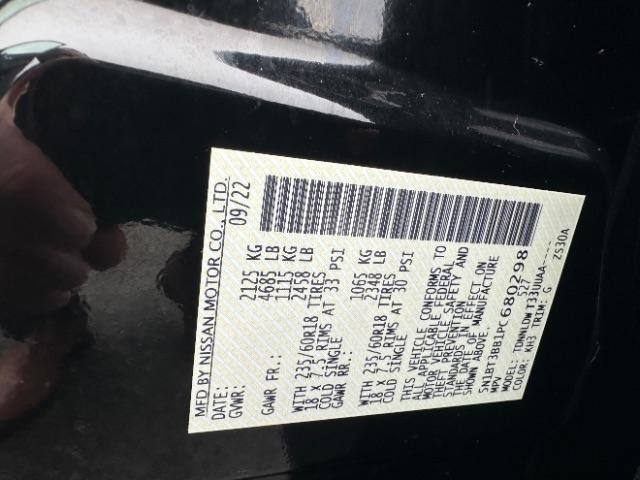 MFD BY NISSAN MOTOR CO., LTD.
DATE: 09/22
GVWR: 2125 KG
4685 LB
GAWR FR.: 1115 KG
2458 LB
WITH 235/60R18 TIRES
18 X 7.5 RIMS AT 33 PSI
COLD SINGLE
GAWR RR.: 1065 KG
2348 LB
WITH 235/60R18 TIRES
18 X 7.5 RIMS AT 30 PSI
COLD SINGLE
THIS VEHICLE CONFORMS TO
ALL APPLICABLE FEDERAL
MOTOR VEHICLE SAFETY AND
THEFT PREVENTION
STANDARDS IN EFFECT ON
THE DATE OF MANUFACTURE
SHOWN ABOVE.
5N1BT3BB1PC680298
MPV 527
MODEL: TDNNLDW T33UUAA-----
COLOR: KH3 TRIM: G ZS30A